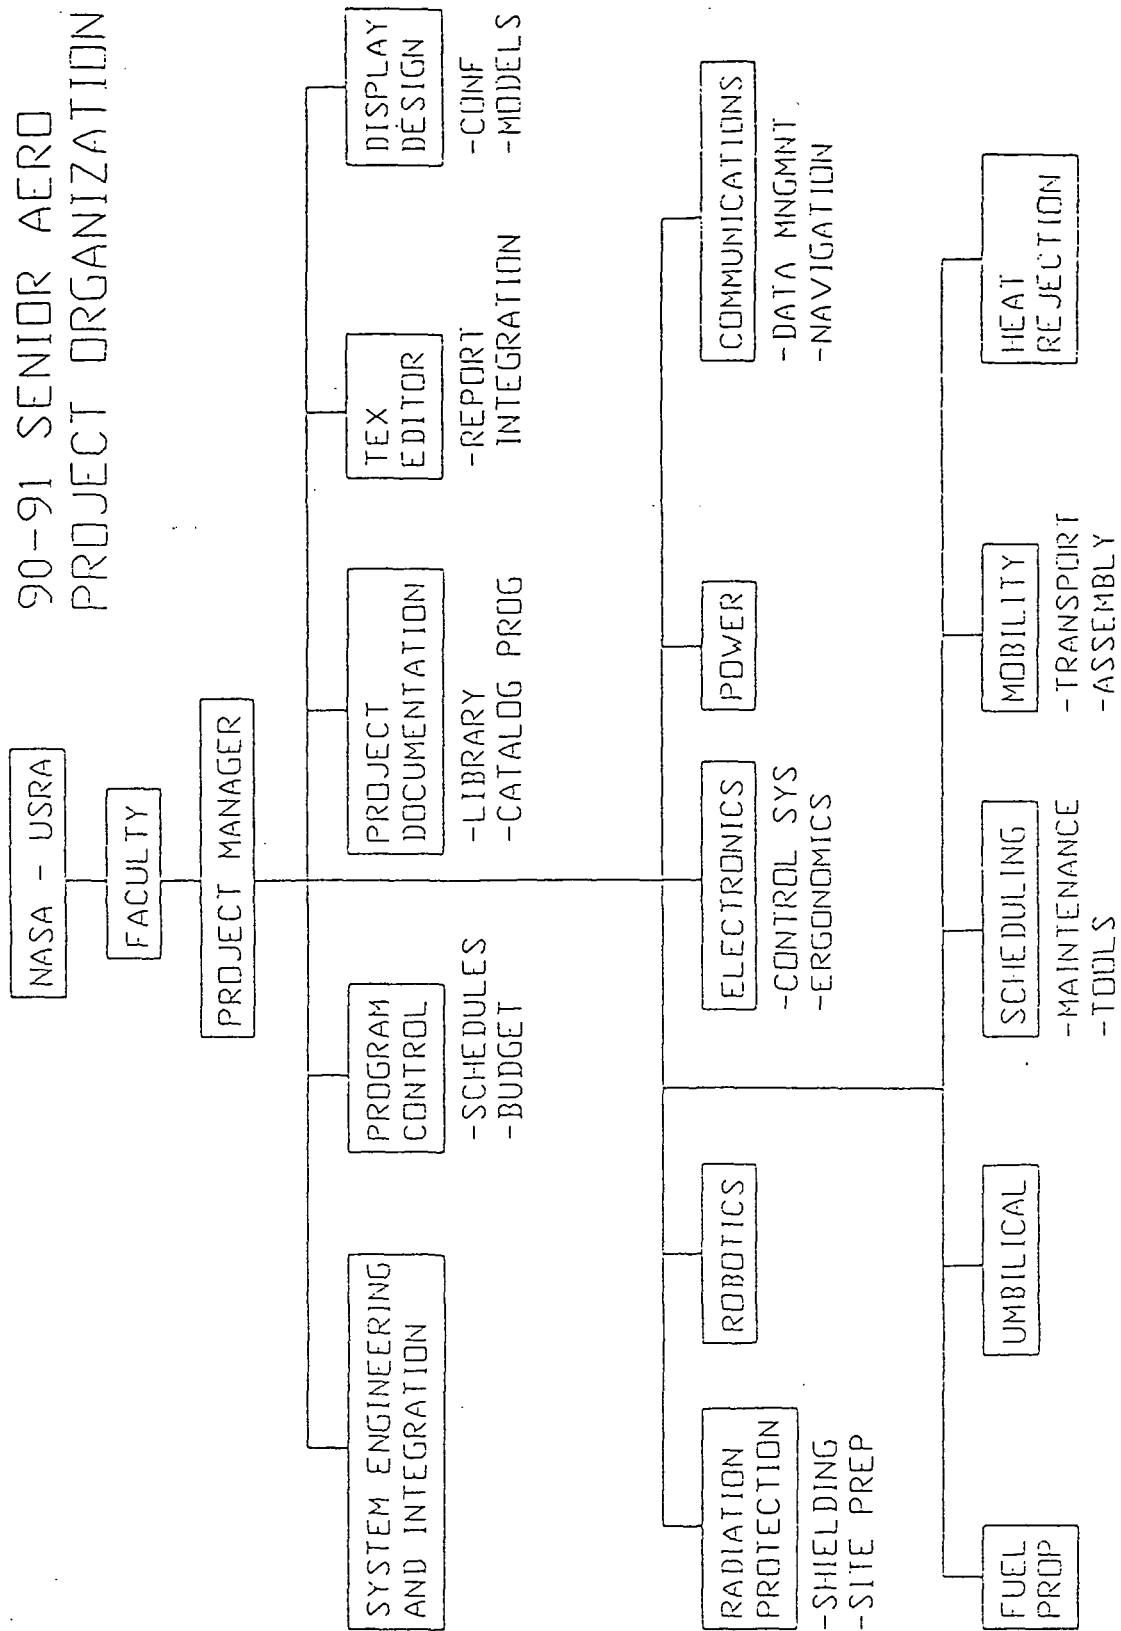 90-91 SENIOR AERO
PROJECT ORGANIZATION
NASA - USRA
FACULTY
PROJECT MANAGER
SYSTEM ENGINEERING
AND INTEGRATION
PROGRAM
CONTROL
-SCHEDULES
-BUDGET
PROJECT
DOCUMENTATION
-LIBRARY
-CATALOG PROG
TEX
EDITOR
-REPORT
INTEGRATION
DISPLAY
DESIGN
-CONF
-MODELS
RADIATION
PROTECTION
-SHIELDING
-SITE PREP
ROBOTICS
ELECTRONICS
-CONTROL SYS
-ERGONOMICS
POWER
COMMUNICATIONS
-DATA MNGMNT
-NAVIGATION
FUEL
PROP
UMBILICAL
SCHEDULING
-MAINTENANCE
-TOOLS
MOBILITY
-TRANSPORT
-ASSEMBLY
HEAT
REJECTION